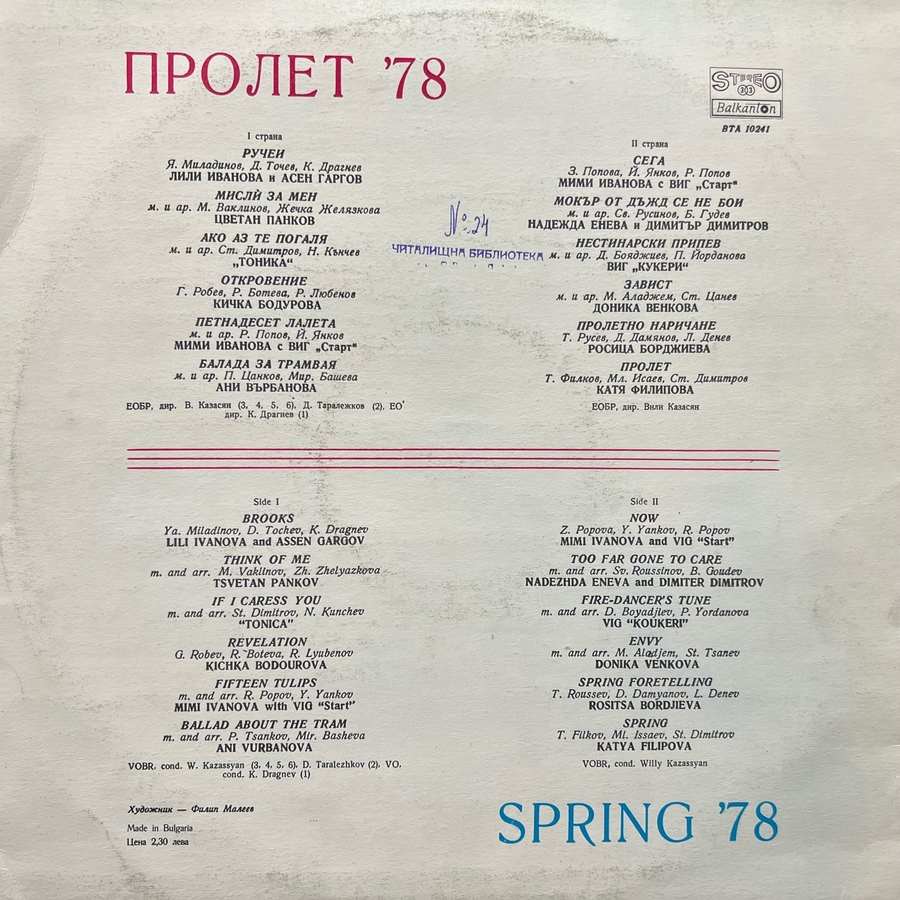 ПРОЛЕТ '78
STEREO
33
Balkanton
ВТА 10241
I страна
РУЧЕИ
Я. Миладинов, Д. Точев, К. Драгнев
ЛИЛИ ИВАНОВА и АСЕН ГАРГОВ
МИСЛЙ ЗА МЕН
м. и ар. М. Ваклинов, Жечка Желязкова
ЦВЕТАН ПАНКОВ
АКО АЗ ТЕ ПОГАЛЯ
м. и ар. Ст. Димитров, Н. Кънчев
„ТОНИКА"
ОТКРОВЕНИЕ
Г. Робев, Р. Ботева, Р. Любенов
КИЧКА БОДУРОВА
ПЕТНАДЕСЕТ ЛАЛЕТА
м. и ар. Р. Попов, Й. Янков
МИМИ ИВАНОВА с ВИГ „Старт"
БАЛАДА ЗА ТРАМВАЯ
м. и ар. П. Цанков, Мир. Башева
АНИ ВЪРБАНОВА
ЕОБР, дир. В. Казасян (3, 4, 5, 6), Д. Таралежков (2). ЕО'
дир. К. Драгнев (1)
№ 24
ЧИТАЛИЩНА БИБЛИОТЕКА
II страна
СЕГА
З. Попова, Й. Янков, Р. Попов
МИМИ ИВАНОВА с ВИГ „Старт"
МОКЪР ОТ ДЪЖД СЕ НЕ БОИ
м. и ар. Св. Русинов, Б. Гудев
НАДЕЖДА ЕНЕВА и ДИМИТЪР ДИМИТРОВ
НЕСТИНАРСКИ ПРИПЕВ
м. и ар. Д. Бояджиев, П. Йорданова
ВИГ „КУКЕРИ"
ЗАВИСТ
м. и ар. М. Аладжем, Ст. Цанев
ДОНИКА ВЕНКОВА
ПРОЛЕТНО НАРИЧАНЕ
Т. Русев, Д. Дамянов, Л. Денев
РОСИЦА БОРДЖИЕВА
ПРОЛЕТ
Т. Филков, Мл. Исаев, Ст. Димитров
КАТЯ ФИЛИПОВА
ЕОБР, дир. Вили Казасян
Side I
BROOKS
Ya. Miladinov, D. Tochev, K. Dragnev
LILI IVANOVA and ASSEN GARGOV
THINK OF ME
m. and arr. M. Vaklinov, Zh. Zhelyazkova
TSVETAN PANKOV
IF I CARESS YOU
m. and arr. St. Dimitrov, N. Kunchev
"TONICA"
REVELATION
G. Robev, R. Boteva, R. Lyubenov
KICHKA BODOUROVA
FIFTEEN TULIPS
m. and arr. R. Popov, Y. Yankov
MIMI IVANOVA with VIG "Start"
BALLAD ABOUT THE TRAM
m. and arr. P. Tsankov, Mir. Basheva
ANI VURBANOVA
VOBR, cond. W. Kazassyan (3, 4, 5, 6), D. Taralezhkov (2). VO.
cond. K. Dragnev (1)
Side II
NOW
Z. Popova, Y. Yankov, R. Popov
MIMI IVANOVA and VIG "Start"
TOO FAR GONE TO CARE
m. and arr. Sv. Roussinov, B. Goudev
NADEZHDA ENEVA and DIMITER DIMITROV
FIRE-DANCER'S TUNE
m. and arr. D. Boyadjiev, P. Yordanova
VIG "KOUKERI"
ENVY
m. and arr. M. Aladjem, St. Tsanev
DONIKA VENKOVA
SPRING FORETELLING
T. Roussev, D. Damyanov, L. Denev
ROSITSA BORDJIEVA
SPRING
T. Filkov, Ml. Issaev, St. Dimitrov
KATYA FILIPOVA
VOBR, cond. Willy Kazassyan
Художник — Филип Малеев
Made in Bulgaria
Цена 2,30 лева
SPRING '78